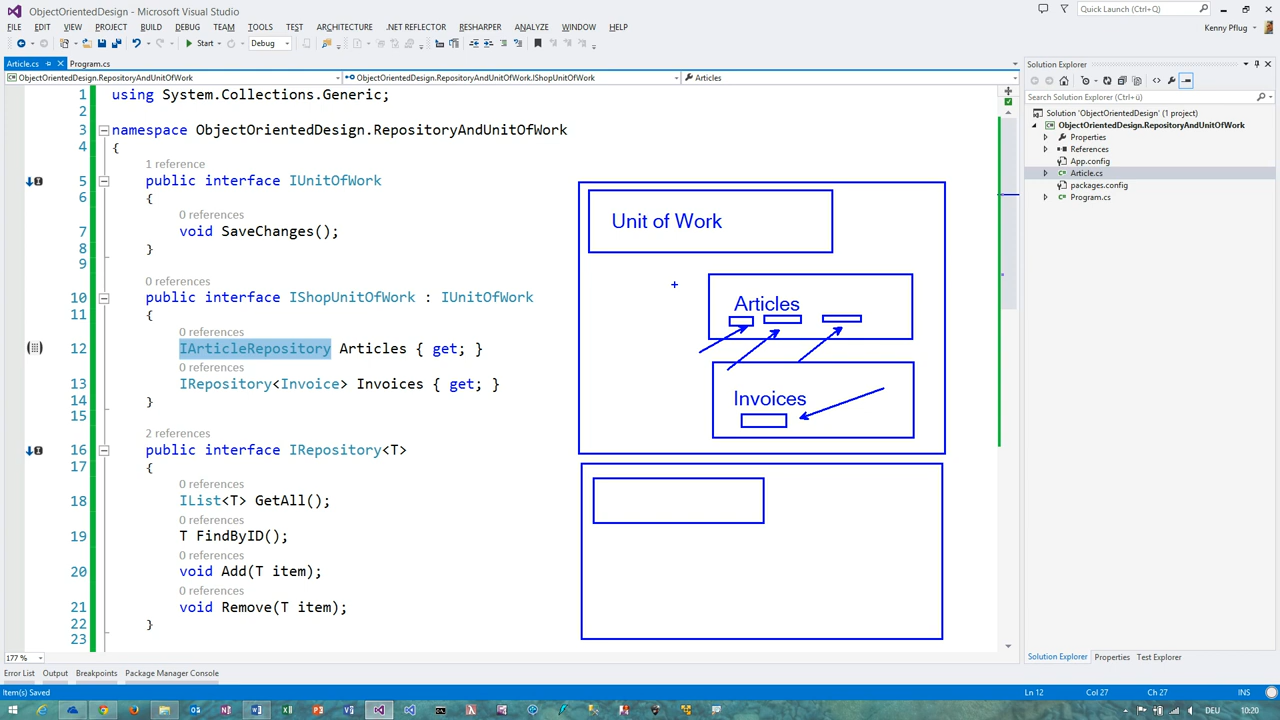 ObjectOrientedDesign - Microsoft Visual Studio
Quick Launch (Ctrl+Q)
FILE EDIT VIEW PROJECT BUILD DEBUG TEAM TOOLS TEST ARCHITECTURE .NET REFLECTOR RESHARPER ANALYZE WINDOW HELP
Kenny Pflug
Start Debug
Article.cs Program.cs
ObjectOrientedDesign.RepositoryAndUnitOfWork ObjectOrientedDesign.RepositoryAndUnitOfWork.IShopUnitOfWork Articles
1 using System.Collections.Generic;
2
3 namespace ObjectOrientedDesign.RepositoryAndUnitOfWork
4 {
1 reference
5 public interface IUnitOfWork
6 {
0 references
7 void SaveChanges();
8 }
9
0 references
10 public interface IShopUnitOfWork : IUnitOfWork
11 {
0 references
12 IArticleRepository Articles { get; }
0 references
13 IRepository<Invoice> Invoices { get; }
14 }
15
2 references
16 public interface IRepository<T>
17 {
0 references
18 IList<T> GetAll();
0 references
19 T FindByID();
0 references
20 void Add(T item);
0 references
21 void Remove(T item);
22 }
23
177 %
Unit of Work
Articles
Invoices
Solution Explorer
Search Solution Explorer (Ctrl+ü)
Solution 'ObjectOrientedDesign' (1 project)
ObjectOrientedDesign.RepositoryAndUnitOfWork
Properties
References
App.config
Article.cs
packages.config
Program.cs
Solution Explorer Properties Test Explorer
Error List Output Breakpoints Package Manager Console
Item(s) Saved Ln 12 Col 27 Ch 27 INS
DEU 10:20